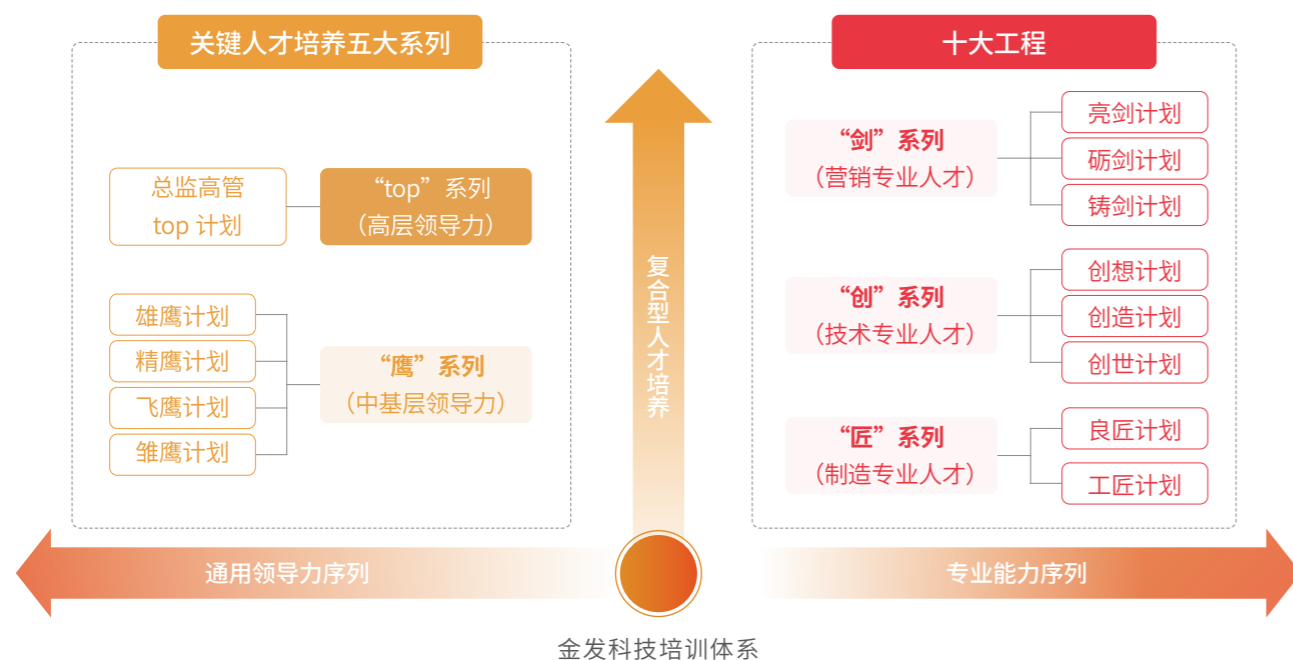 关键人才培养五大系列
总监高管
top 计划
“top”系列
（高层领导力）
雄鹰计划
精鹰计划
飞鹰计划
雏鹰计划
“鹰”系列
（中基层领导力）
复合型人才培养
十大工程
“剑”系列
（营销专业人才）
亮剑计划
砺剑计划
铸剑计划
“创”系列
（技术专业人才）
创想计划
创造计划
创世计划
“匠”系列
（制造专业人才）
良匠计划
工匠计划
通用领导力序列
专业能力序列
金发科技培训体系